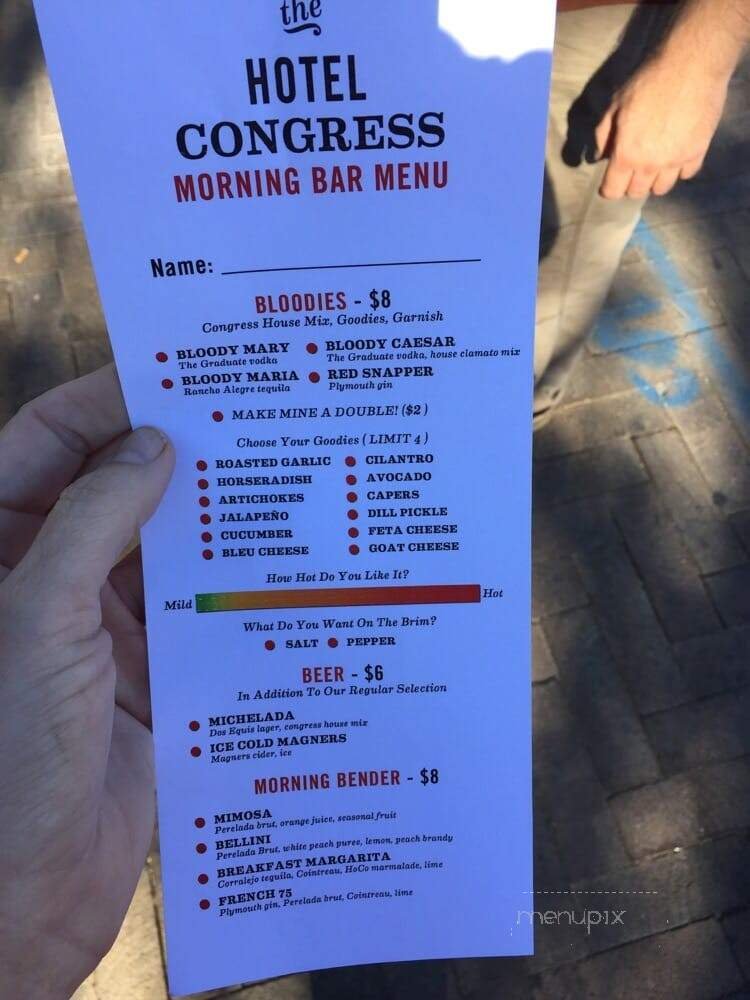 the
HOTEL
CONGRESS
MORNING BAR MENU
Name:
BLOODIES - $8
Congress House Mix, Goodies, Garnish
BLOODY MARY
The Graduate vodka
BLOODY CAESAR
The Graduate vodka, house clamato mix
BLOODY MARIA
Rancho Alegre tequila
RED SNAPPER
Plymouth gin
MAKE MINE A DOUBLE! ($2)
Choose Your Goodies (LIMIT 4)
ROASTED GARLIC
HORSERADISH
ARTICHOKES
JALAPEÑO
CUCUMBER
BLEU CHEESE
CILANTRO
AVOCADO
CAPERS
DILL PICKLE
FETA CHEESE
GOAT CHEESE
How Hot Do You Like It?
Mild Hot
What Do You Want On The Brim?
SALT PEPPER
BEER - $6
In Addition To Our Regular Selection
MICHELADA
Dos Equis lager, congress house mix
ICE COLD MAGNERS
Magners cider, ice
MORNING BENDER - $8
MIMOSA
Perelada brut, orange juice, seasonal fruit
BELLINI
Perelada Brut, white peach puree, lemon, peach brandy
BREAKFAST MARGARITA
Corralejo tequila, Cointreau, HoCo marmalade, lime
FRENCH 75
Plymouth gin, Perelada brut, Cointreau, lime
menupix